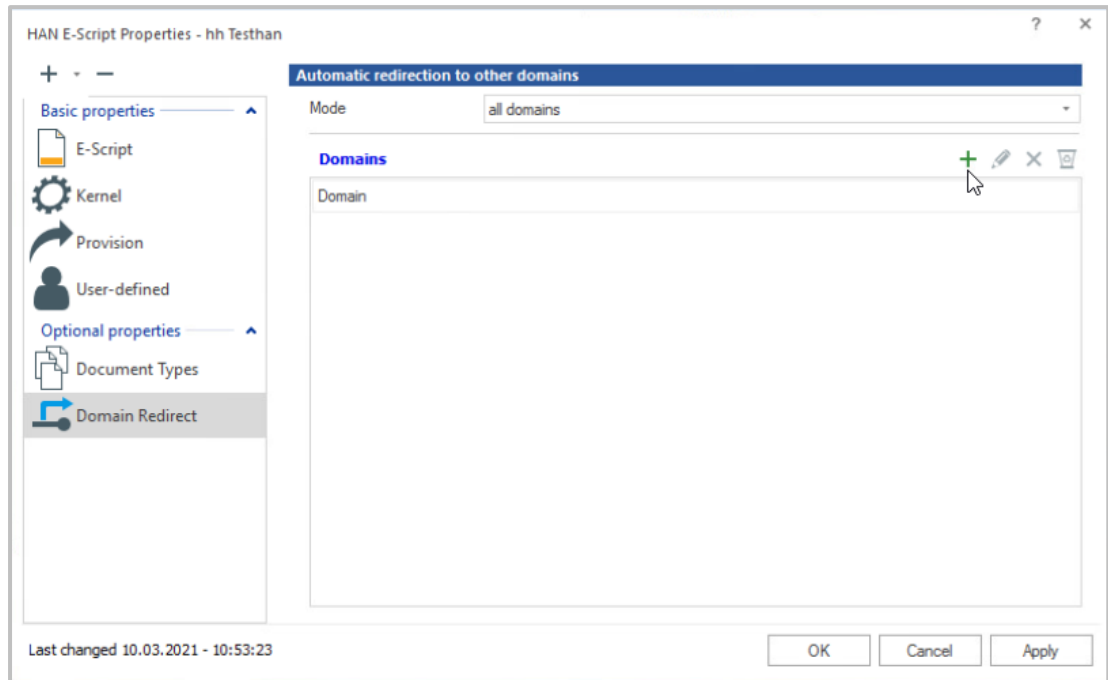 HAN E-Script Properties - hh Testhan
?
Basic properties
E-Script
Kernel
Provision
User-defined
Optional properties
Document Types
Domain Redirect
Automatic redirection to other domains
Mode
all domains
Domains
Domain
Last changed 10.03.2021 - 10:53:23
OK
Cancel
Apply